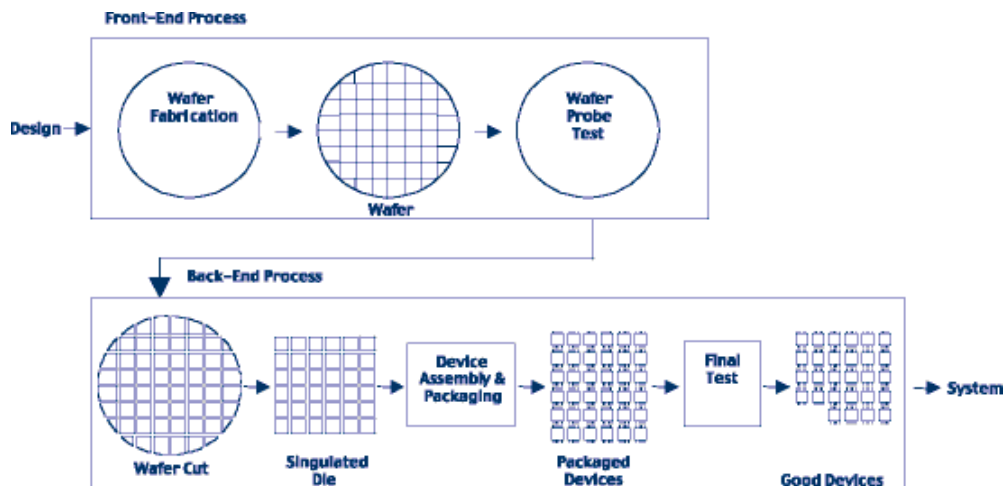 Front-End Process
Wafer
Fabrication
Wafer
Probe
Test
Design
Wafer
Back-End Process
Device
Assembly &
Packaging
Final
Test
System
Wafer Cut
Singulated
Die
Packaged
Devices
Good Devices